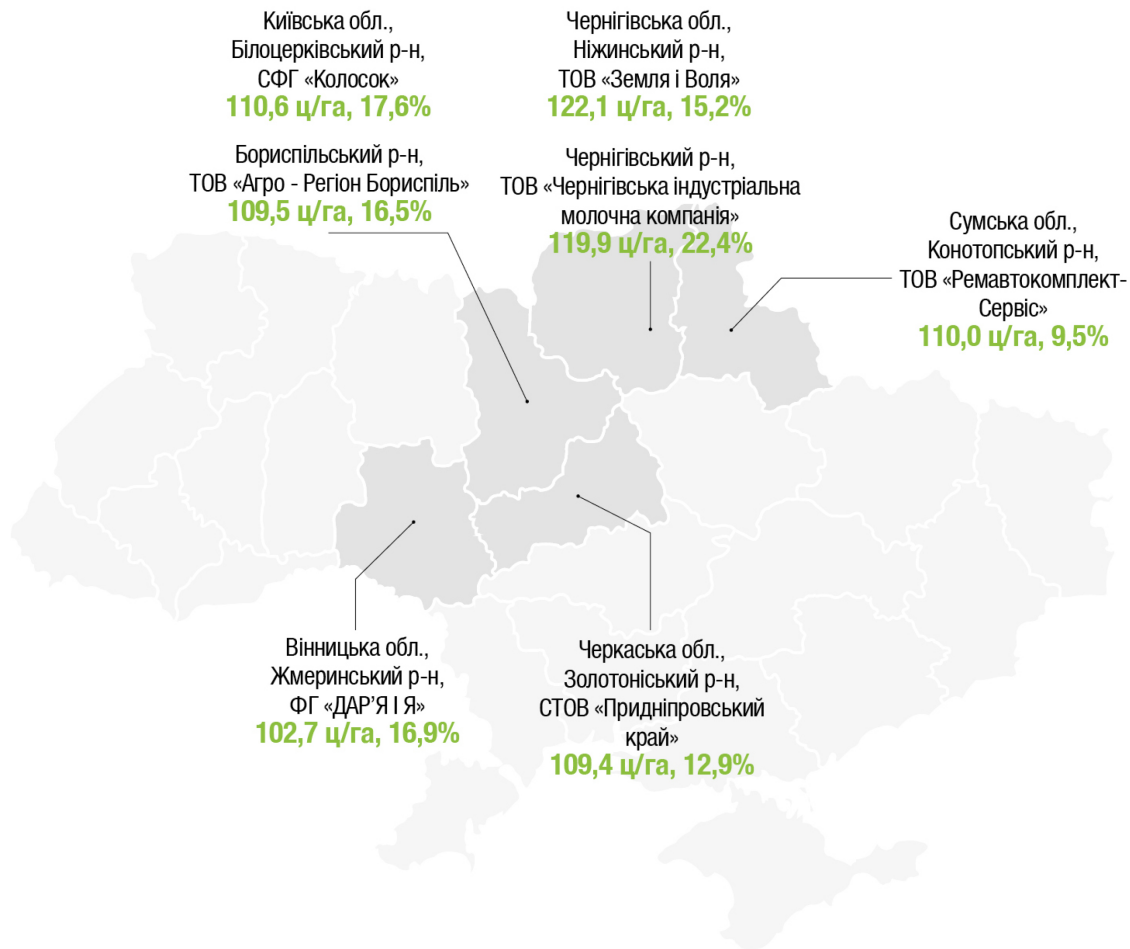 Київська обл.,
Білоцерківський р-н,
СФГ «Колосок»
110,6 ц/га, 17,6%
Бориспільський р-н,
ТОВ «Агро - Регіон Бориспіль»
109,5 ц/га, 16,5%
Чернігівська обл.,
Ніжинський р-н,
ТОВ «Земля і Воля»
122,1 ц/га, 15,2%
Чернігівський р-н,
ТОВ «Чернігівська індустріальна
молочна компанія»
119,9 ц/га, 22,4%
Сумська обл.,
Конотопський р-н,
ТОВ «Ремавтокомплект-
Сервіс»
110,0 ц/га, 9,5%
Вінницька обл.,
Жмеринський р-н,
ФГ «ДАР’Я І Я»
102,7 ц/га, 16,9%
Черкаська обл.,
Золотоніський р-н,
СТОВ «Придніпровський
край»
109,4 ц/га, 12,9%